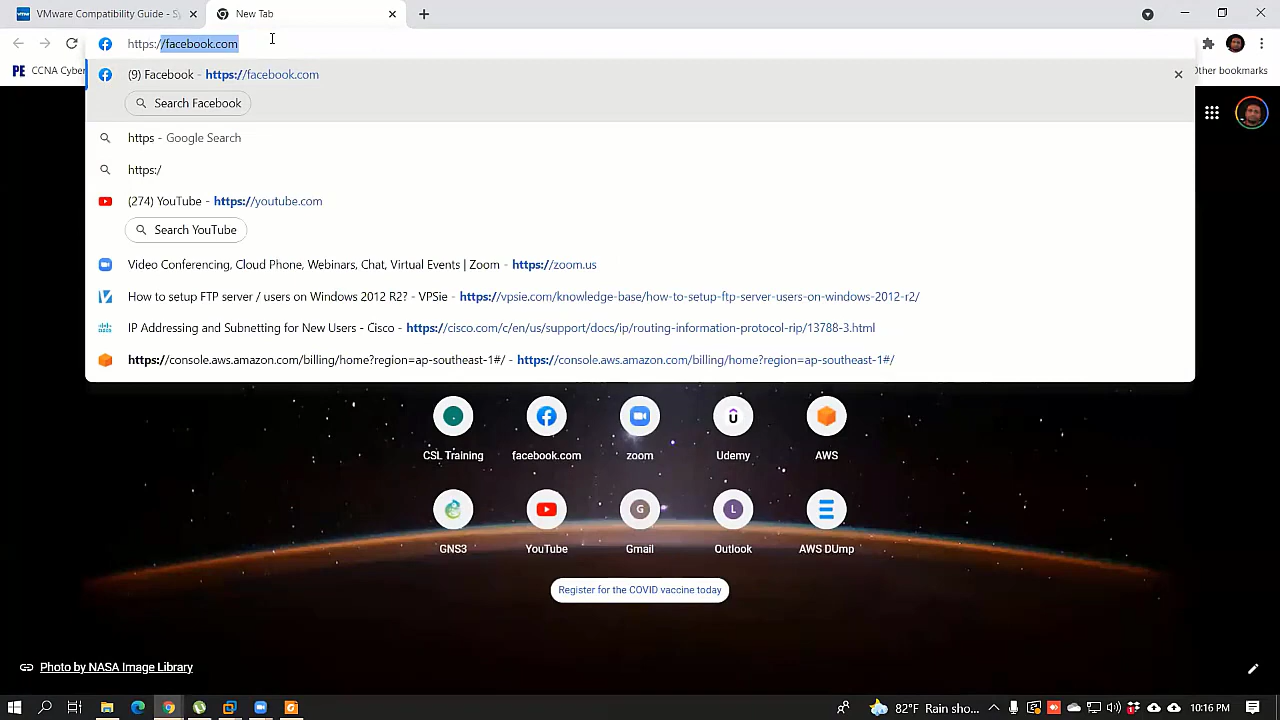 VMware Compatibility Guide - Sy
New Tab
https://facebook.com
PE CCNA Cyber
Other bookmarks
(9) Facebook - https://facebook.com
Search Facebook
https - Google Search
https:/
(274) YouTube - https://youtube.com
Search YouTube
Video Conferencing, Cloud Phone, Webinars, Chat, Virtual Events | Zoom - https://zoom.us
How to setup FTP server / users on Windows 2012 R2? - VPSie - https://vpsie.com/knowledge-base/how-to-setup-ftp-server-users-on-windows-2012-r2/
IP Addressing and Subnetting for New Users - Cisco - https://cisco.com/c/en/us/support/docs/ip/routing-information-protocol-rip/13788-3.html
https://console.aws.amazon.com/billing/home?region=ap-southeast-1#/ - https://console.aws.amazon.com/billing/home?region=ap-southeast-1#/
CSL Training
facebook.com
zoom
Udemy
AWS
G
L
GNS3
YouTube
Gmail
Outlook
AWS DUmp
Register for the COVID vaccine today
Photo by NASA Image Library
82°F Rain sho...
10:16 PM